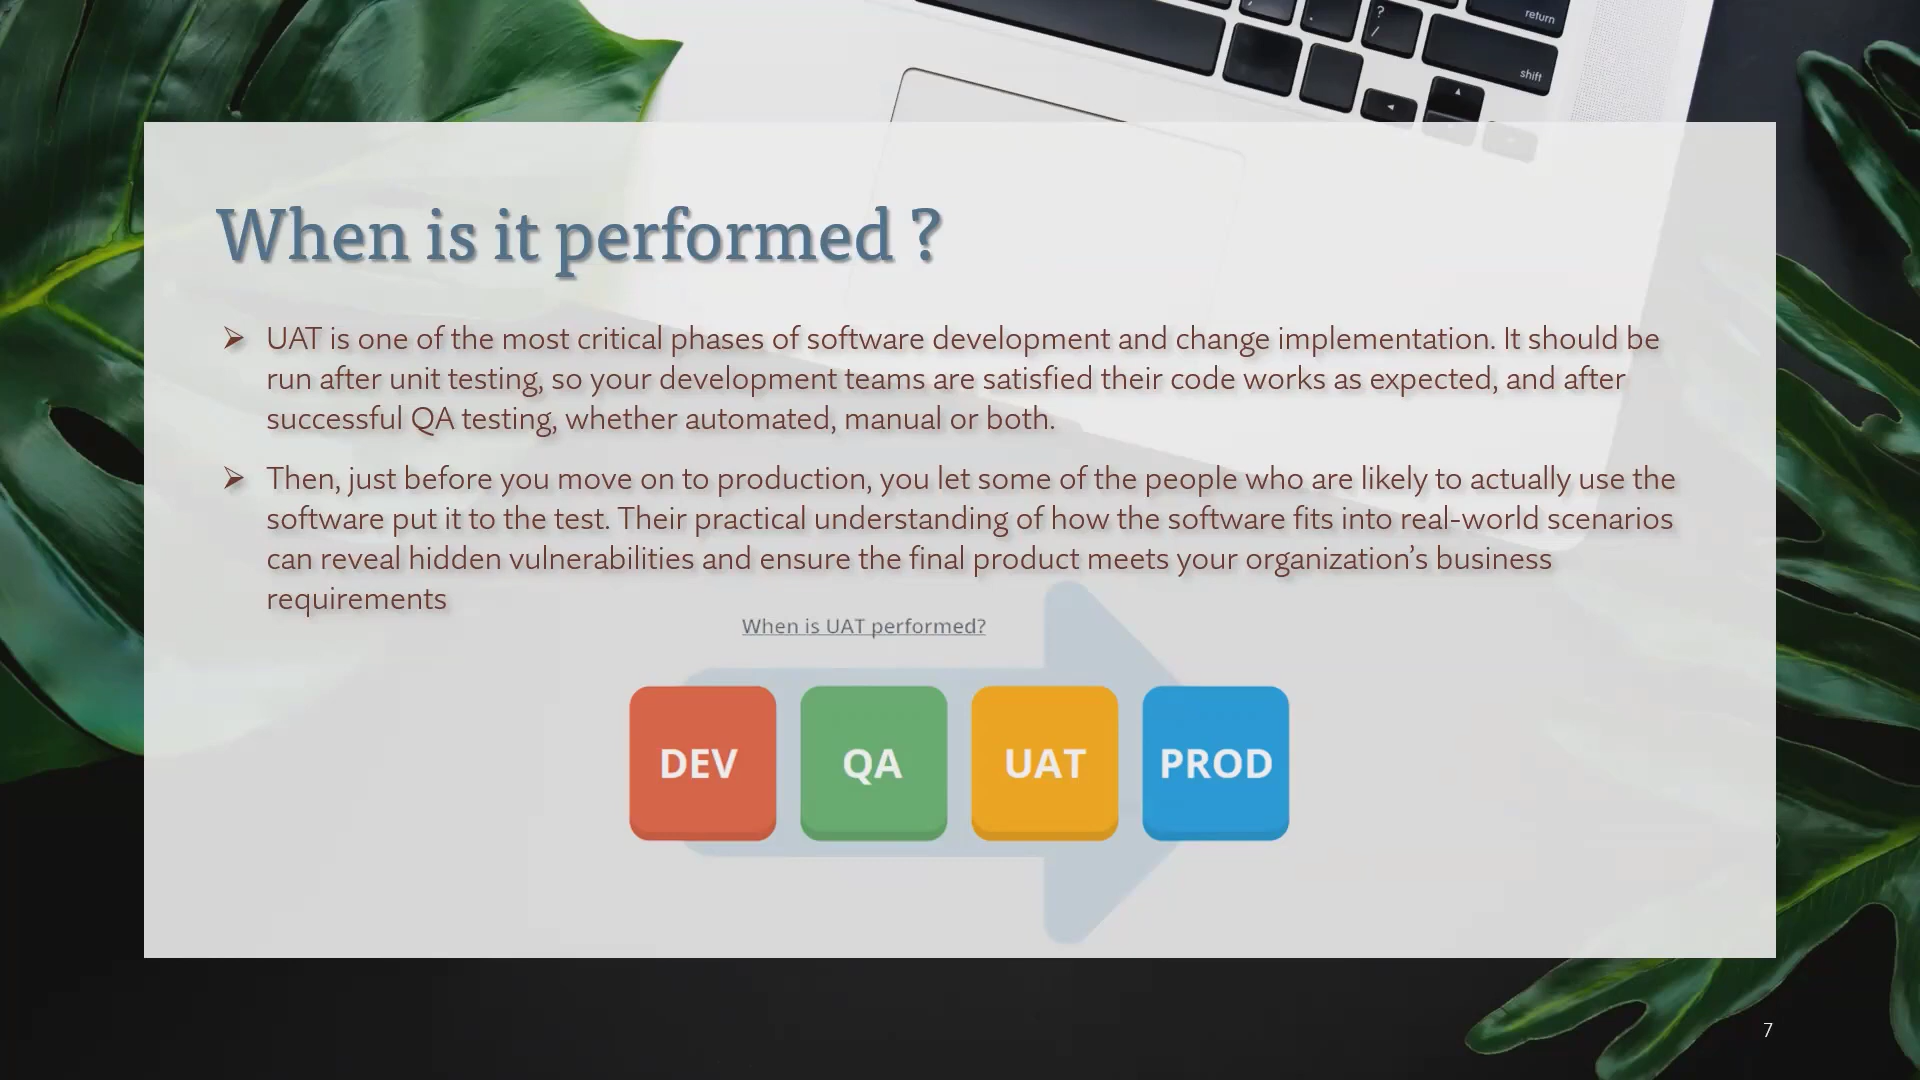 return
?
/
shift
When is it performed ?
➢ UAT is one of the most critical phases of software development and change implementation. It should be
run after unit testing, so your development teams are satisfied their code works as expected, and after
successful QA testing, whether automated, manual or both.
➢ Then, just before you move on to production, you let some of the people who are likely to actually use the
software put it to the test. Their practical understanding of how the software fits into real-world scenarios
can reveal hidden vulnerabilities and ensure the final product meets your organization’s business
requirements
When is UAT performed?
DEV QA UAT PROD
7